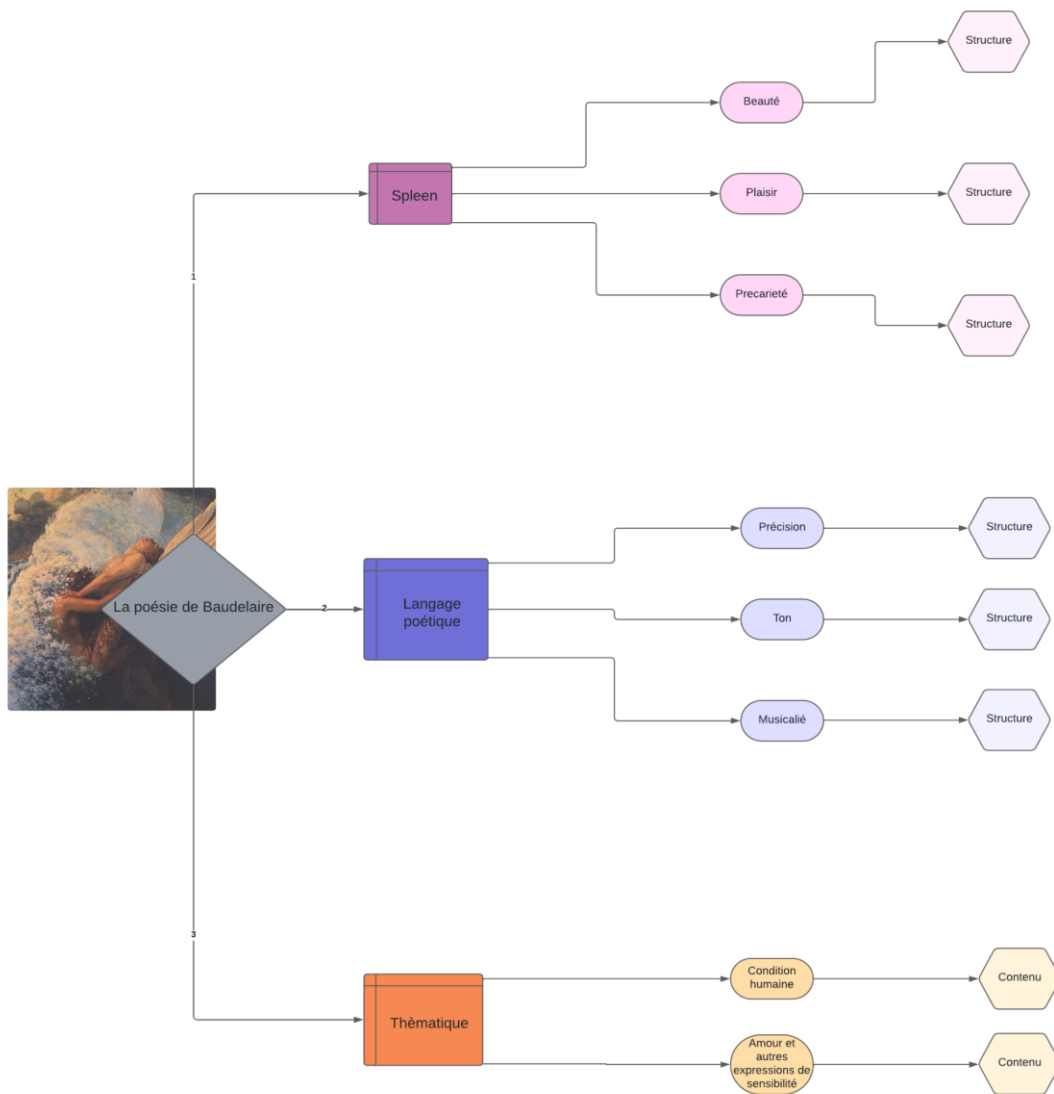 Structure
Beauté
Spleen
Plaisir
Structure
Precarieté
Structure
1
La poésie de Baudelaire
2
Langage
poétique
Précision
Structure
Ton
Structure
Musicalié
Structure
3
Thèmatique
Condition
humaine
Contenu
Amour et
autres
expressions de
sensibilité
Contenu